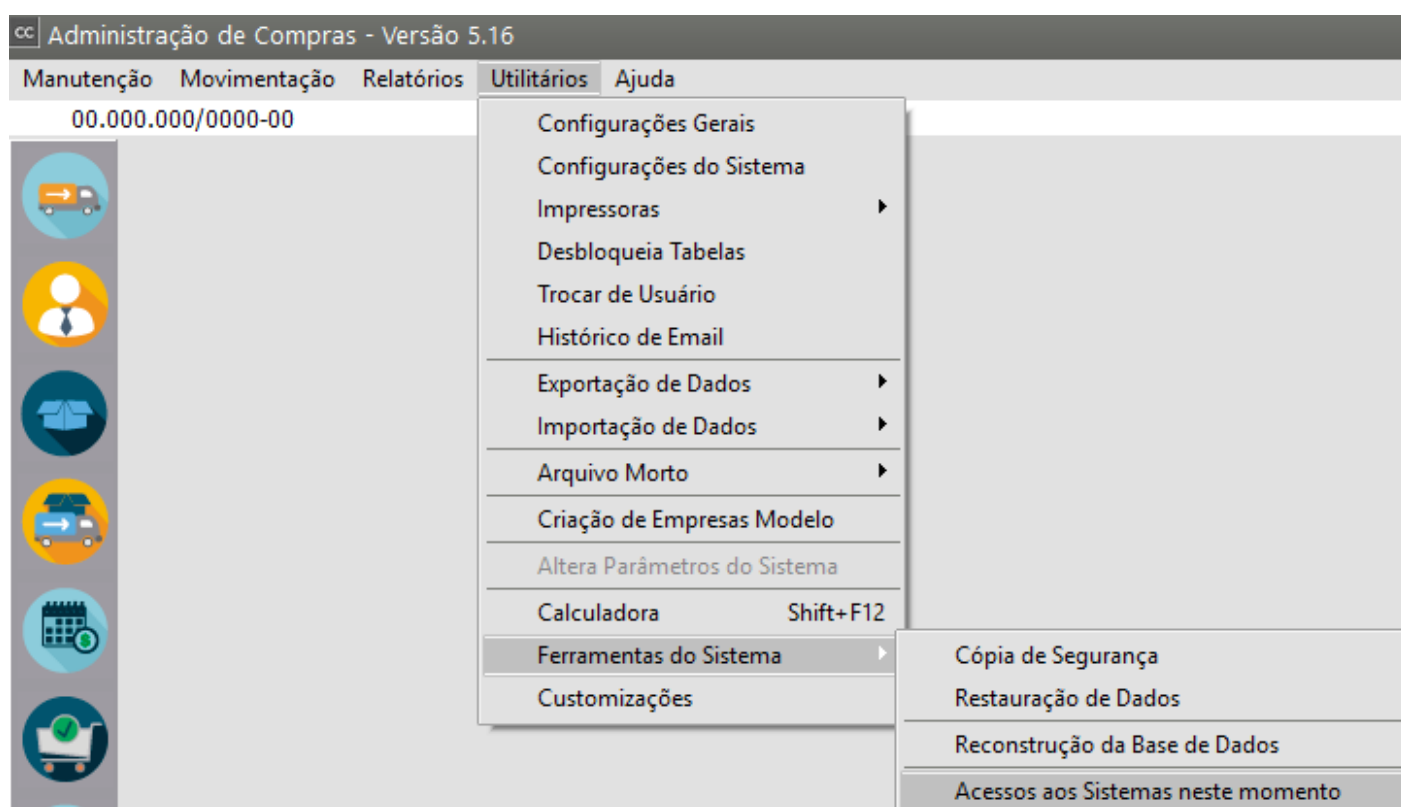 cc Administração de Compras - Versão 5.16
Manutenção Movimentação Relatórios Utilitários Ajuda
00.000.000/0000-00
Configurações Gerais
Configurações do Sistema
Impressoras
Desbloqueia Tabelas
Trocar de Usuário
Histórico de Email
Exportação de Dados
Importação de Dados
Arquivo Morto
Criação de Empresas Modelo
Altera Parâmetros do Sistema
Calculadora Shift+F12
Ferramentas do Sistema
Customizações
Cópia de Segurança
Restauração de Dados
Reconstrução da Base de Dados
Acessos aos Sistemas neste momento